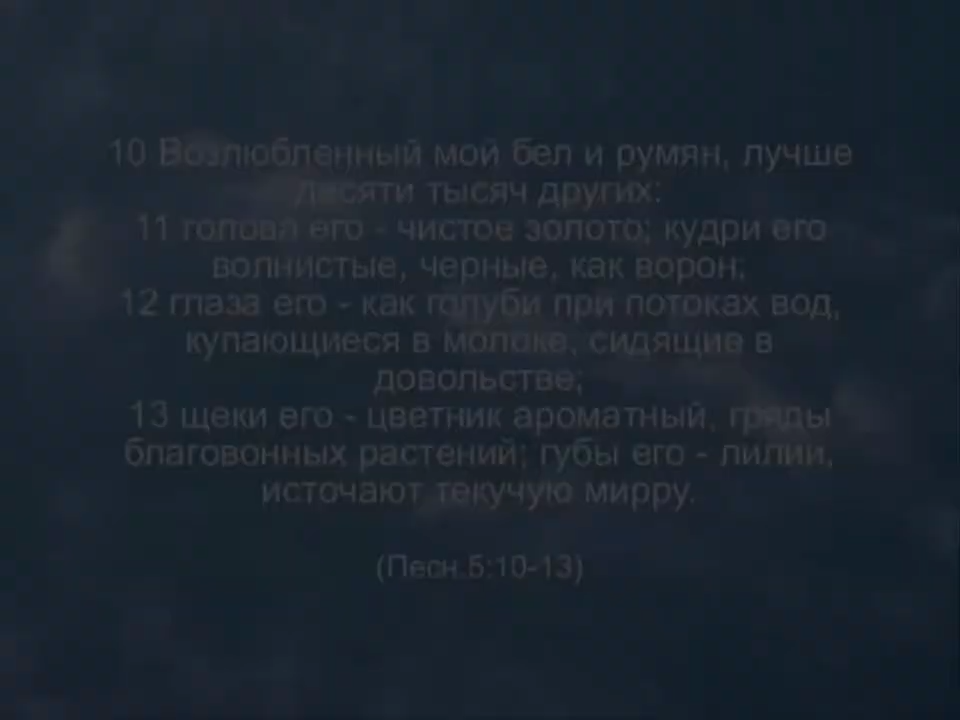 10 Возлюбленный мой бел и румян, лучше
десяти тысяч других:
11 голова его - чистое золото; кудри его
волнистые, черные, как ворон;
12 глаза его - как голуби при потоках вод,
купающиеся в молоке, сидящие в
довольстве;
13 щеки его - цветник ароматный, гряды
благовонных растений; губы его - лилии,
источают текучую мирру.
(Песн.5:10-13)